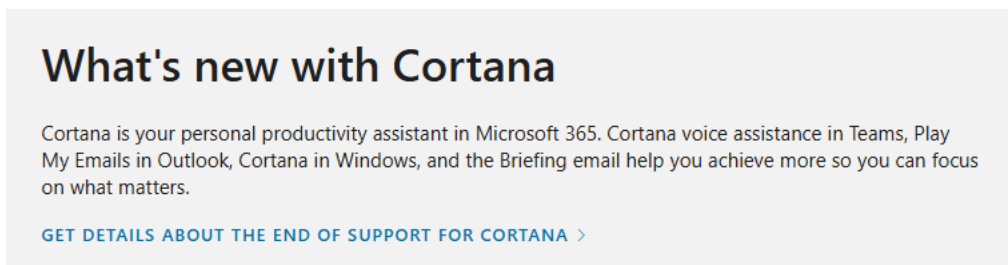 What's new with Cortana
Cortana is your personal productivity assistant in Microsoft 365. Cortana voice assistance in Teams, Play
My Emails in Outlook, Cortana in Windows, and the Briefing email help you achieve more so you can focus
on what matters.
GET DETAILS ABOUT THE END OF SUPPORT FOR CORTANA >